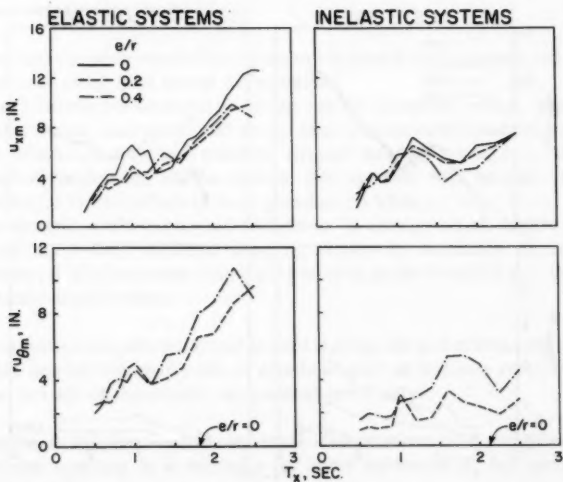 ELASTIC SYSTEMS
INELASTIC SYSTEMS
e/r
0
0.2
0.4
16
12
8
4
0
u_xm, IN.
12
8
4
0
ru_θm, IN.
e/r=0
e/r=0
0 1 2 3
0 1 2 3
T_x, SEC.